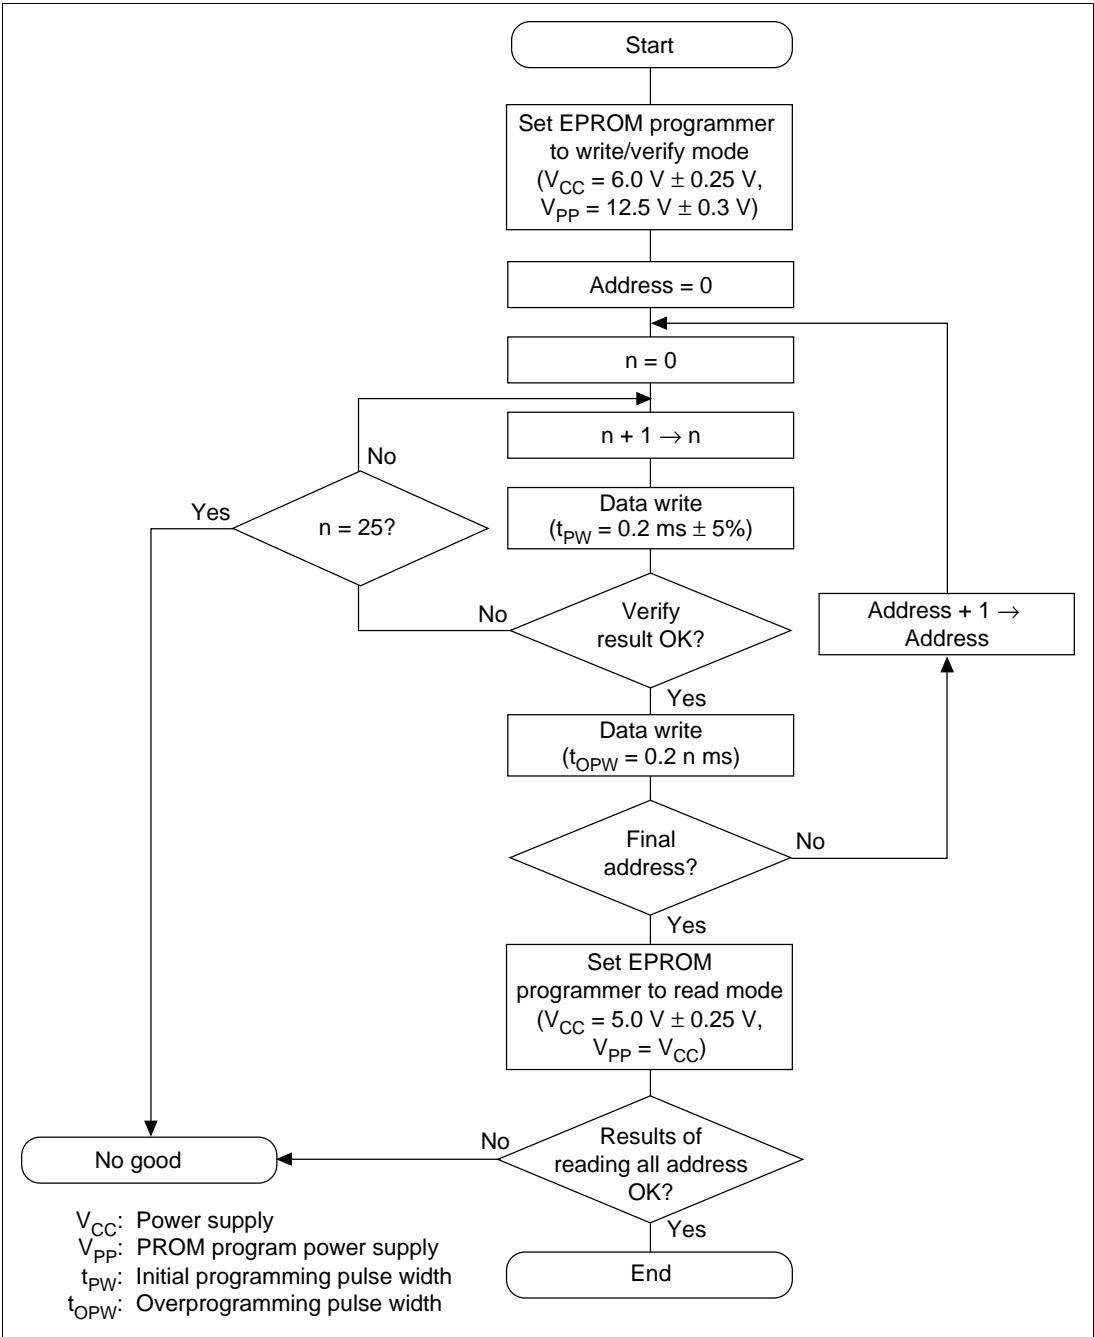 Start
Set EPROM programmer
to write/verify mode
(VCC = 6.0 V ± 0.25 V,
VPP = 12.5 V ± 0.3 V)
Address = 0
n = 0
n + 1 → n
No
Yes
n = 25?
Data write
(tPW = 0.2 ms ± 5%)
No
Verify
result OK?
Address + 1 →
Address
Yes
Data write
(tOPW = 0.2 n ms)
Final
address?
No
Yes
Set EPROM
programmer to read mode
(VCC = 5.0 V ± 0.25 V,
VPP = VCC)
No
Results of
reading all address
OK?
No good
Yes
End
VCC: Power supply
VPP: PROM program power supply
tPW: Initial programming pulse width
tOPW: Overprogramming pulse width